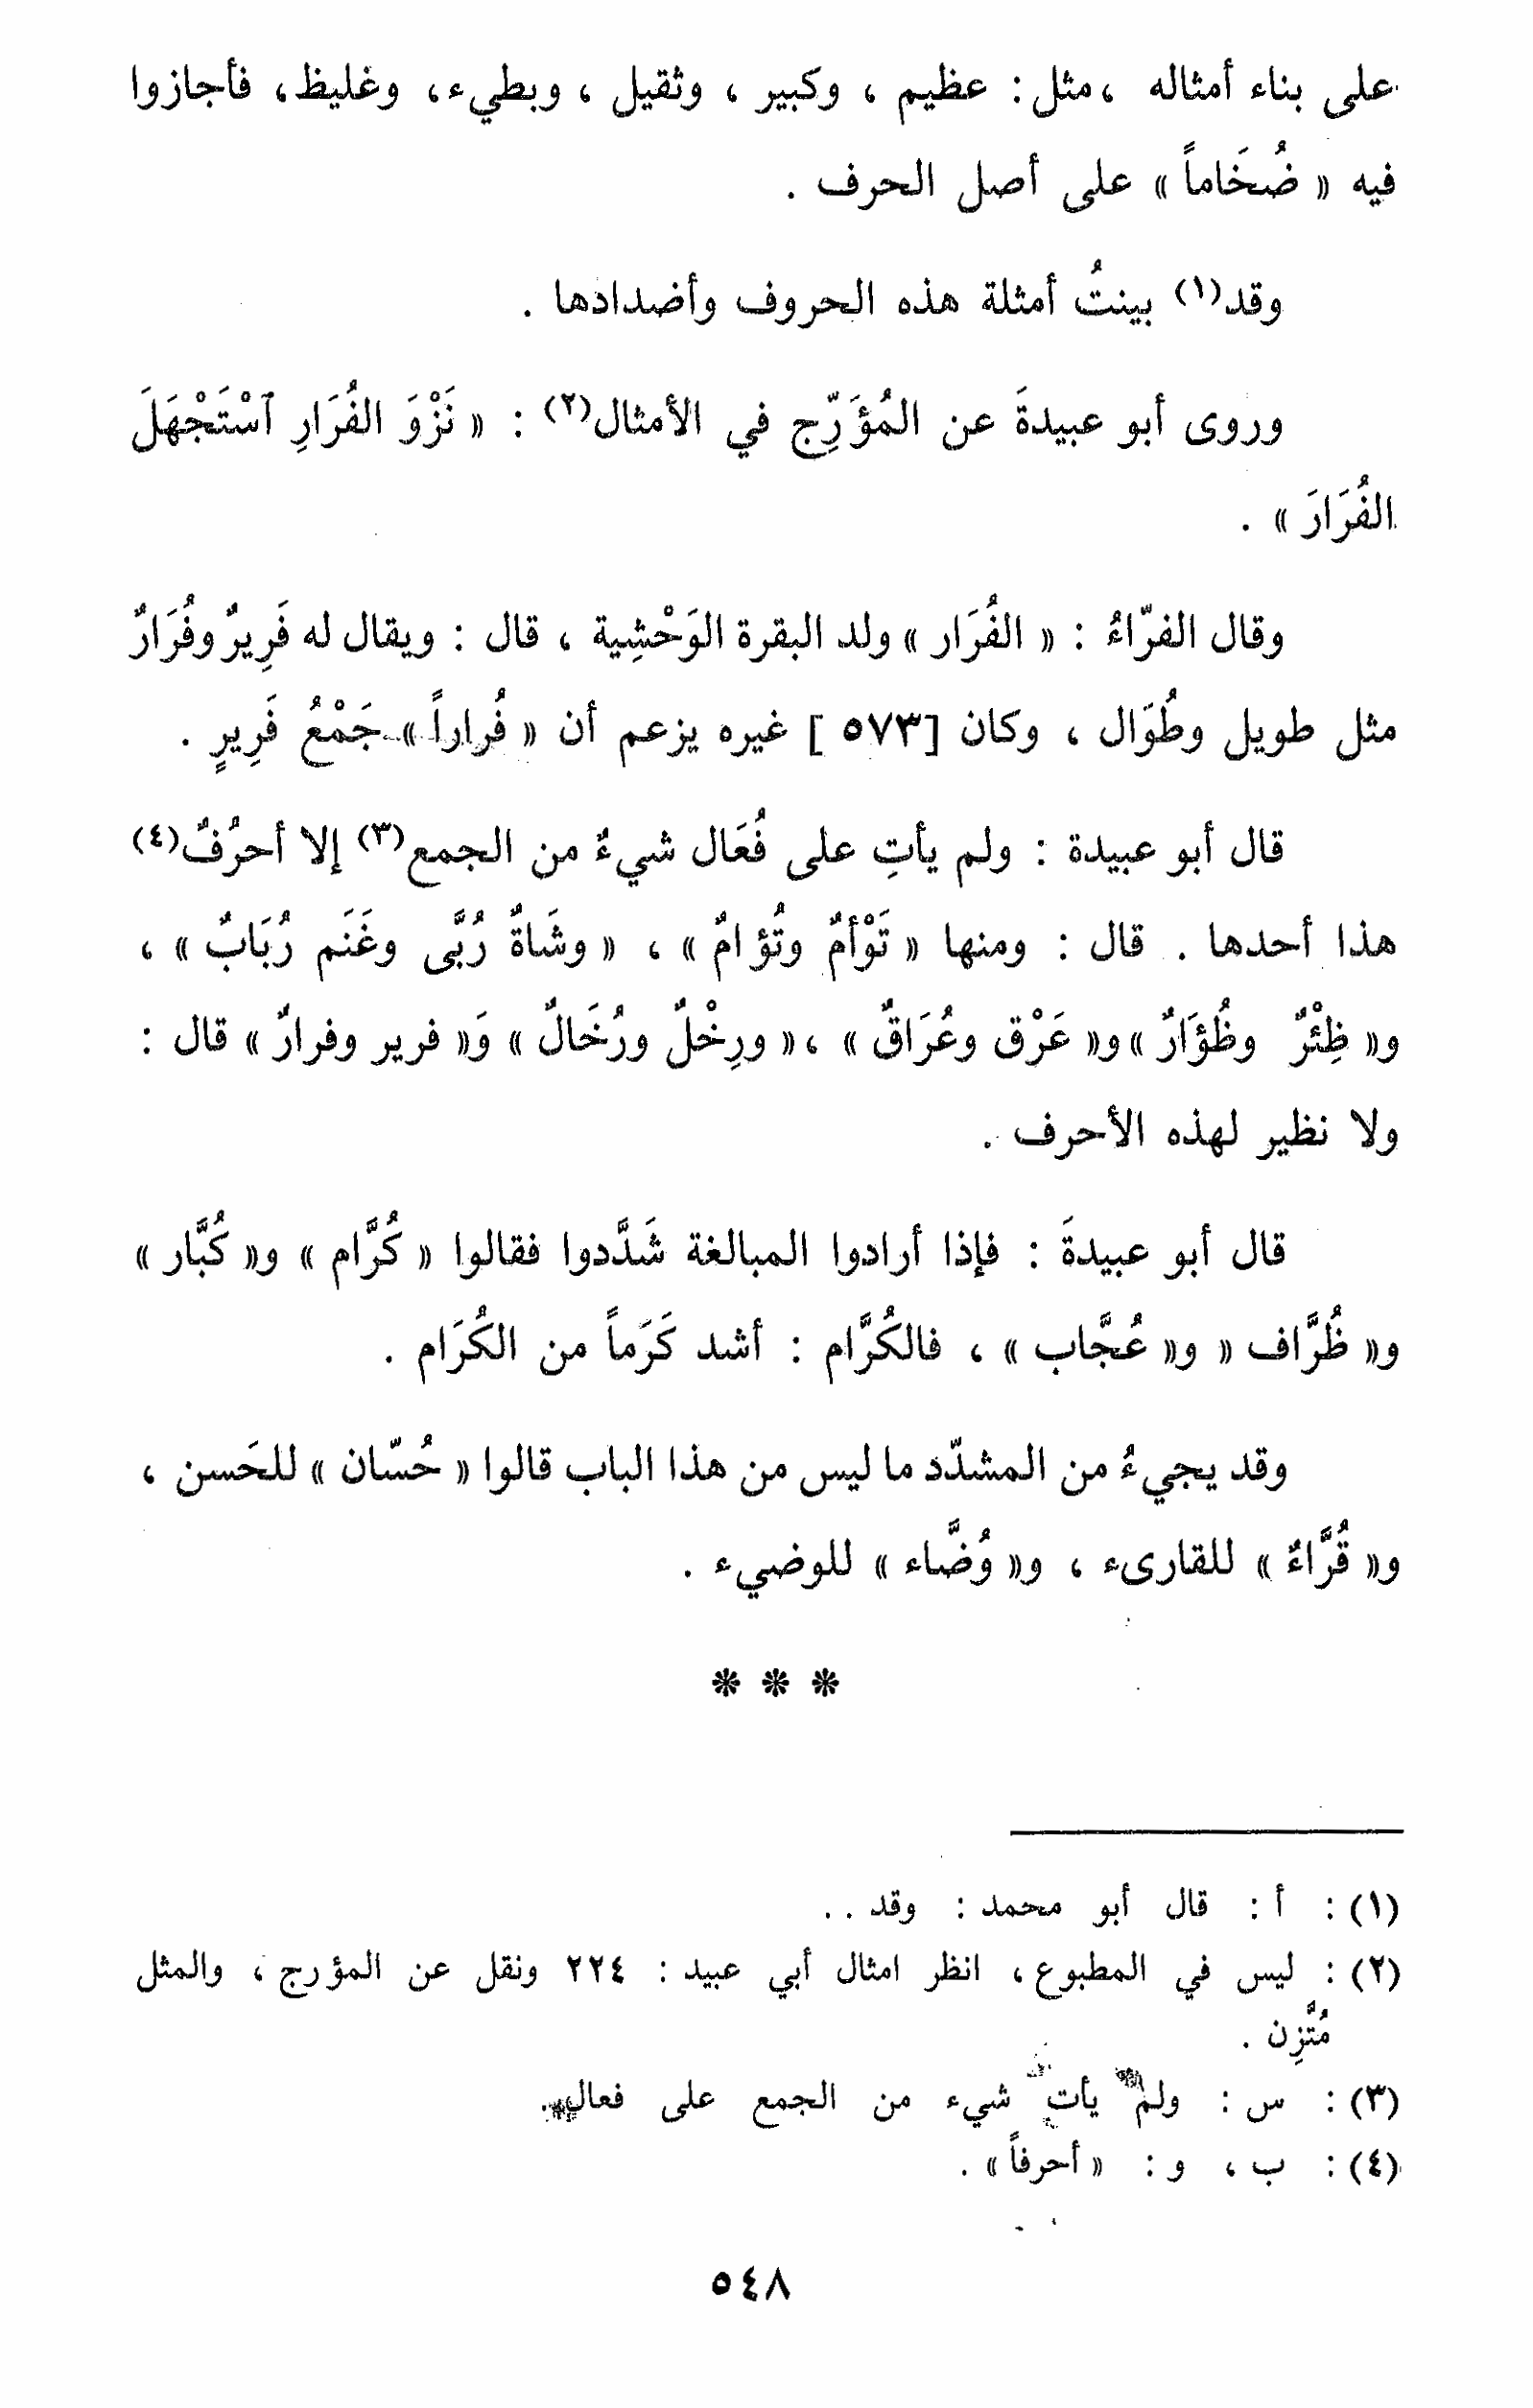 على بناء أمثاله ، مثل : عظيم ، وكبير ، وثقيل ، وبطيء ، وغليظ ، فأجازوا
فيه « ضُخَاماً » على أصل الحرف .
وقد(١) بينتُ أمثلة هذه الحروف وأضدادها .
وروى أبو عبيدةَ عن المُؤَرِّج في الأمثال(٢) : « نَزْوَ الفُرَارِ آسْتَجْهَلَ
الفُرَارَ » .
وقال الفرّاءُ : « الفُرَار » ولد البقرة الوَحْشِية ، قال : ويقال له فَرِيرٌ وفُرَارٌ
مثل طويل وطُوَال ، وكان [٥٧٣ ] غيره يزعم أن « فُراراً » جَمْعُ فَرِيرٍ .
قال أبو عبيدة : ولم يأتِ على فُعَال شيءٌ من الجمع(٣) إلا أحرُفٌ(٤)
هذا أحدها . قال : ومنها « تَوْأمٌ وتُؤامٌ » ، « وشَاةٌ رُبَّى وغَنَم رُبَابٌ » ،
و« ظِئْرٌ وظُؤَارٌ » و« عَرْق وعُرَاقٌ » ، « ورِخْلٌ ورُخَالٌ » وَ« فرير وفرارٌ » قال :
ولا نظير لهذه الأحرف .
قال أبو عبيدةَ : فإذا أرادوا المبالغة شَدَّدوا فقالوا « كُرَّام » و« كُبَّار »
و« ظُرَّاف » و« عُجَّاب » ، فالكُرَّام : أشد كَرَماً من الكُرَام .
وقد يجيءُ من المشدّد ما ليس من هذا الباب قالوا « حُسّان » للحَسن ،
و« قُرَّاءٌ » للقارىء ، و« وُضَّاء » للوضيء .
* * *
(١) : أ : قال أبو محمد : وقد . .
(٢) : ليس في المطبوع ، انظر امثال أبي عبيد : ٢٢٤ ونقل عن المؤرج ، والمثل
مُتَّزِن .
(٣) : س : ولم يأت شيء من الجمع على فعال .
(٤) : ب ، و : « أحرفاً » .
٥٤٨